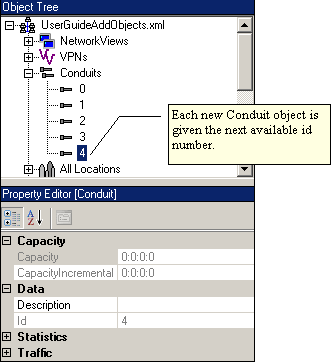 Object Tree
UserGuideAddObjects.xml
NetworkViews
VPNs
Conduits
0
1
2
3
4
Each new Conduit object is
given the next available id
number.
All Locations
Property Editor [Conduit]
A
Z
Capacity
Capacity 0:0:0:0
CapacityIncremental 0:0:0:0
Data
Description
Id 4
Statistics
Traffic